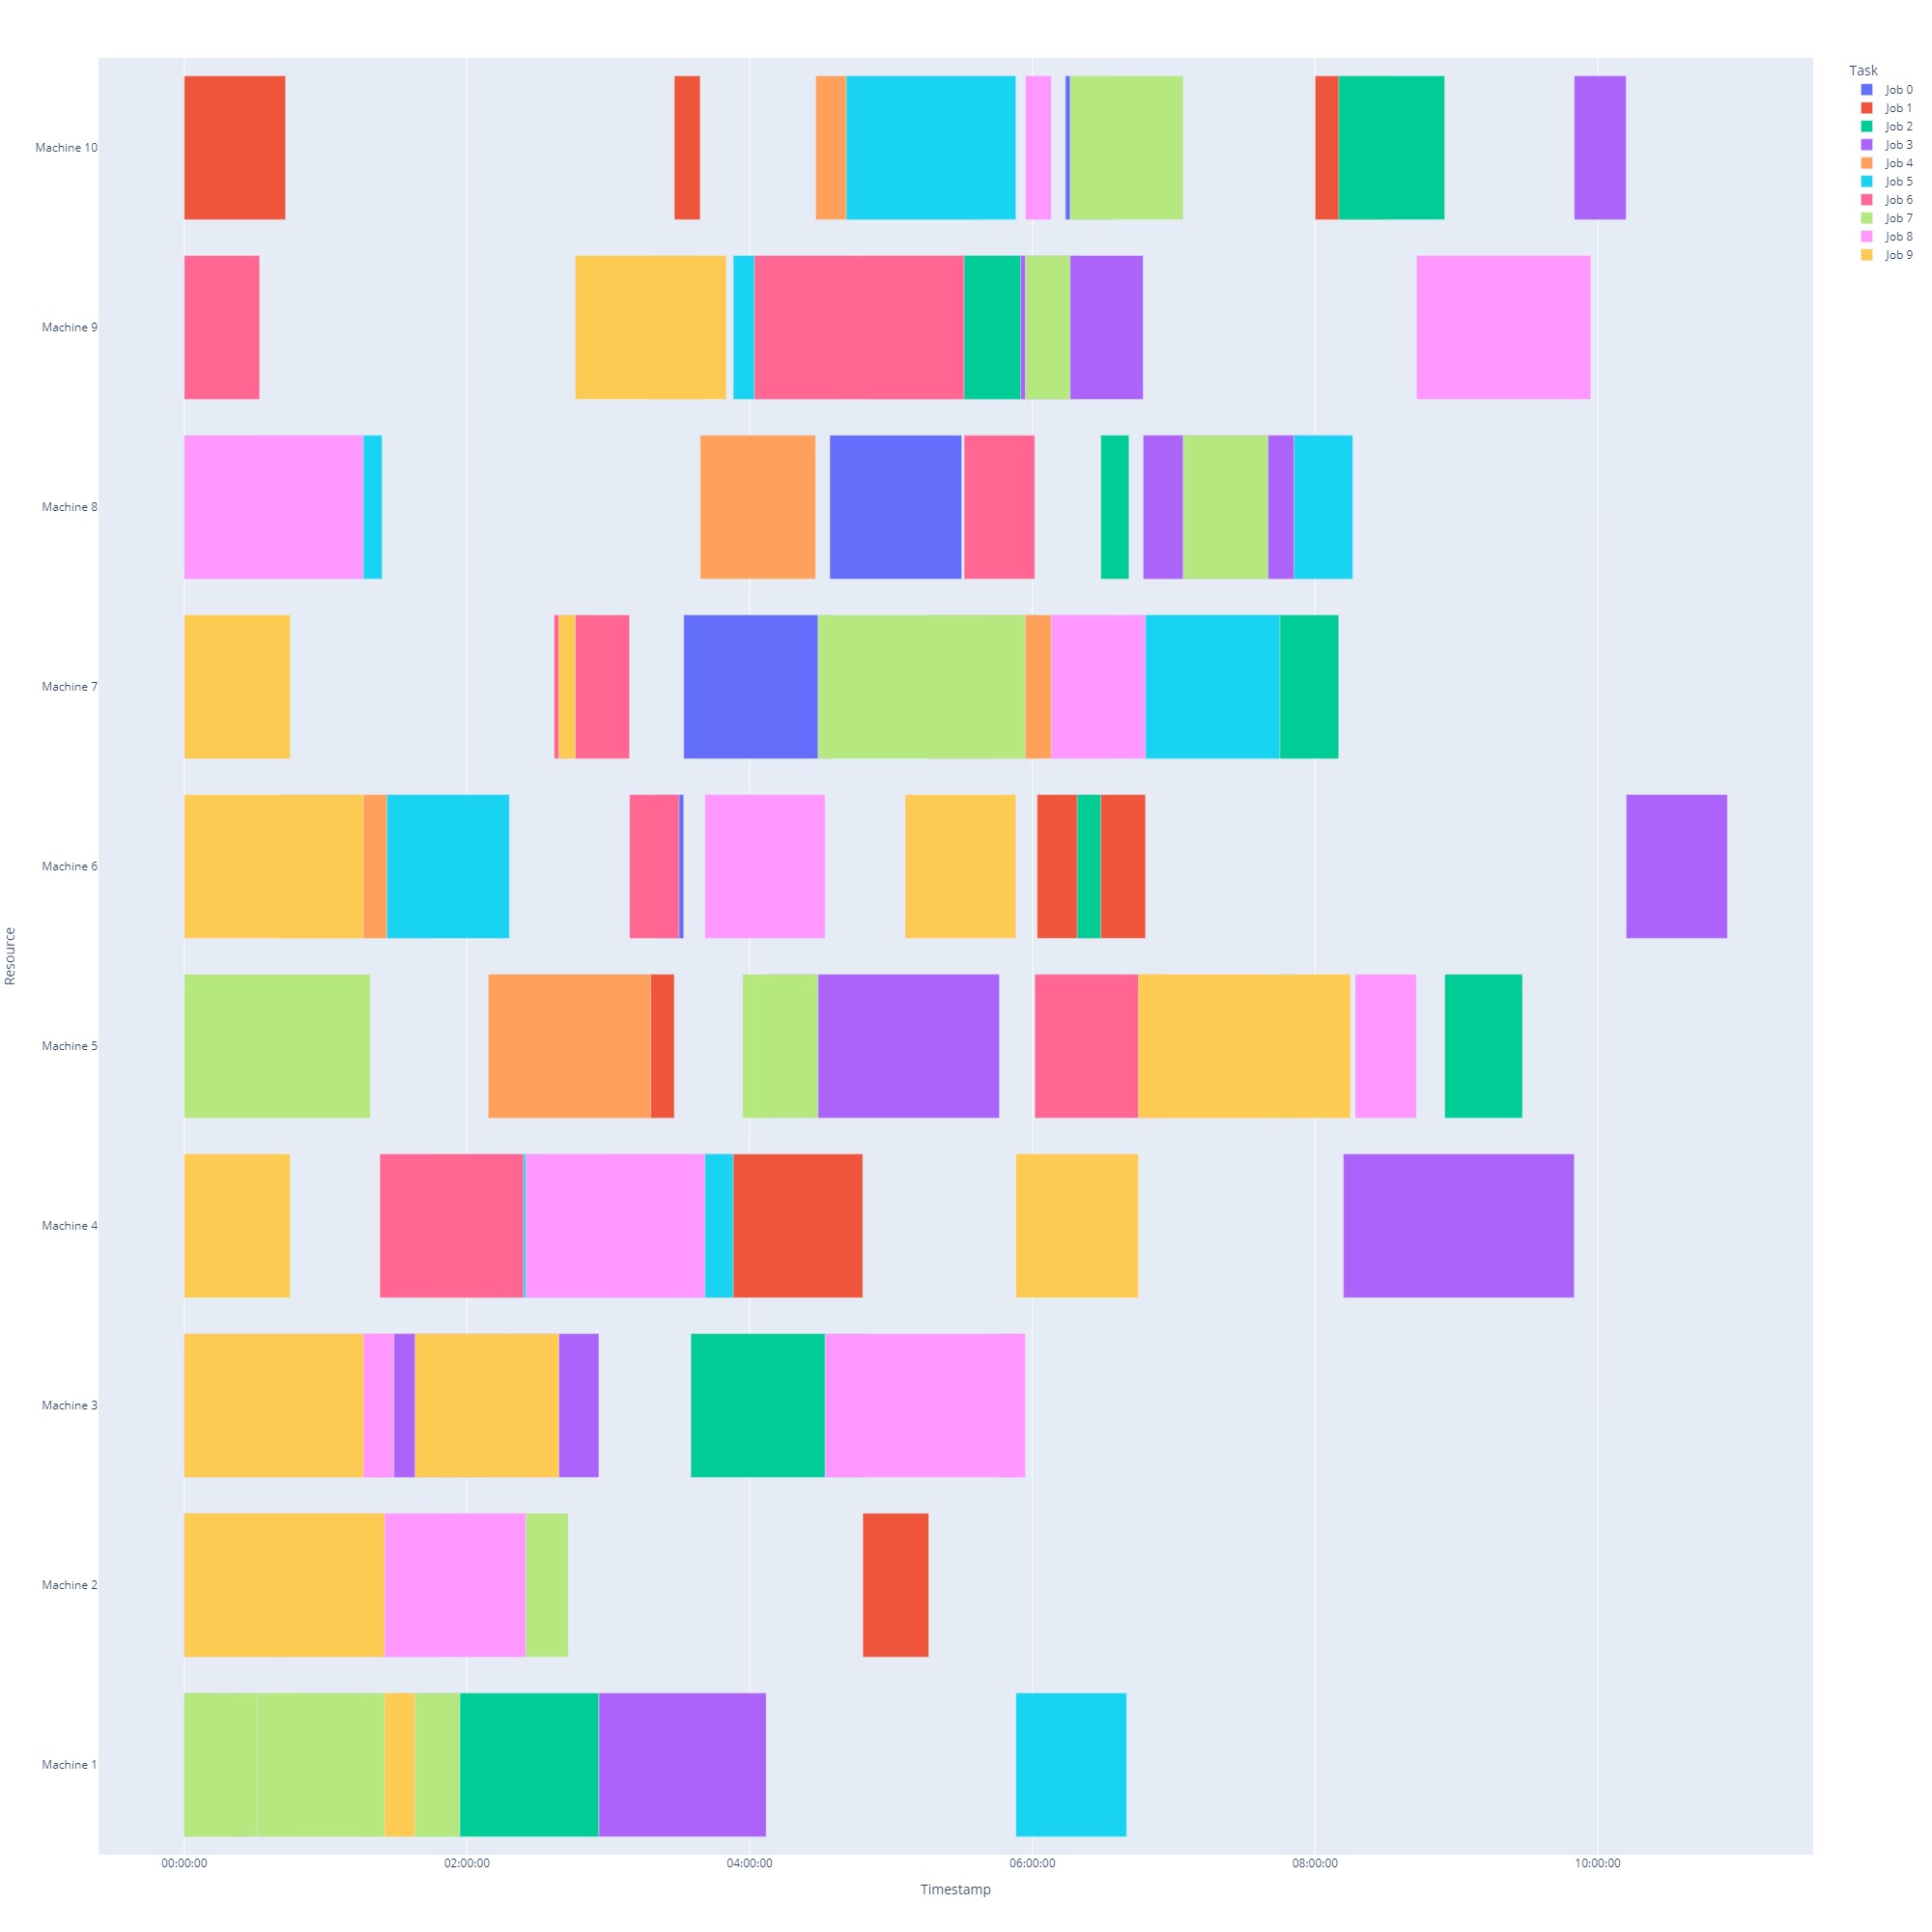 Task
Job 0
Job 1
Job 2
Job 3
Job 4
Job 5
Job 6
Job 7
Job 8
Job 9
Machine 10
Machine 9
Machine 8
Machine 7
Machine 6
Machine 5
Machine 4
Machine 3
Machine 2
Machine 1
Resource
00:00:00
02:00:00
04:00:00
06:00:00
08:00:00
10:00:00
Timestamp